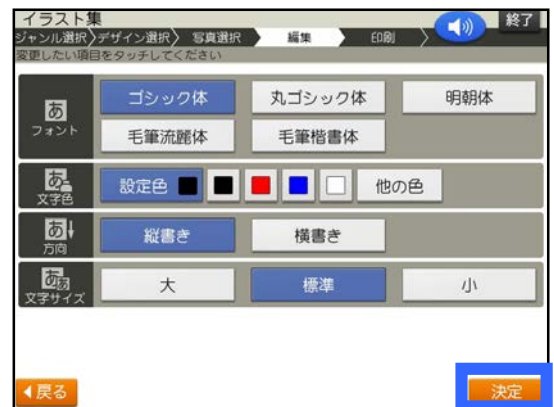 イラスト集
終了
ジャンル選択 デザイン選択 写真選択 編集 印刷
変更したい項目をタッチしてください
あ
フォント
ゴシック体 丸ゴシック体 明朝体
毛筆流麗体 毛筆楷書体
あ
文字色
設定色 他の色
あ
方向
縦書き 横書き
ああ
文字サイズ
大 標準 小
戻る
決定